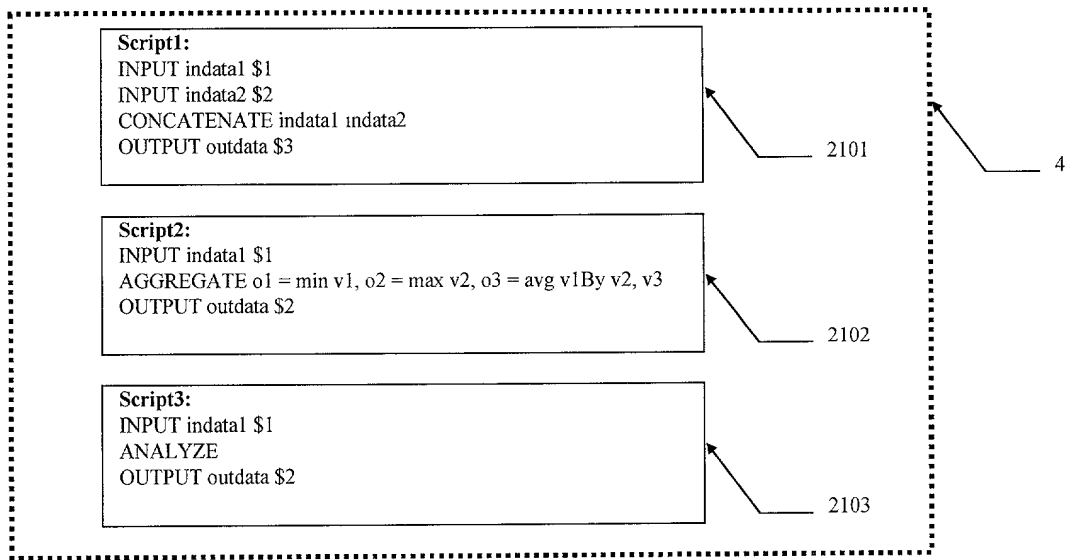 Script1:
INPUT indata1 $1
INPUT indata2 $2
CONCATENATE indata1 indata2
OUTPUT outdata $3
2101
4
Script2:
INPUT indata1 $1
AGGREGATE o1 = min v1, o2 = max v2, o3 = avg v1By v2, v3
OUTPUT outdata $2
2102
Script3:
INPUT indata1 $1
ANALYZE
OUTPUT outdata $2
2103